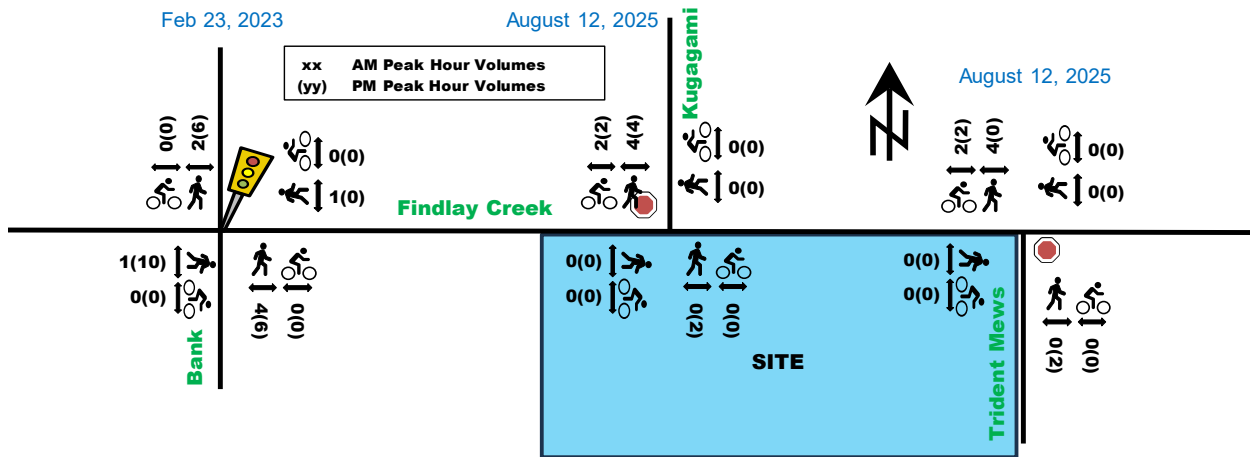 Feb 23, 2023
August 12, 2025
August 12, 2025
xx AM Peak Hour Volumes
(yy) PM Peak Hour Volumes
Kugagami
0(0)
2(6)
0(0)
1(0)
2(2)
4(4)
0(0)
0(0)
2(2)
4(0)
0(0)
0(0)
Findlay Creek
1(10)
0(0)
4(6)
0(0)
0(0)
0(0)
0(2)
0(0)
0(0)
0(0)
0(2)
0(0)
Bank
SITE
Trident Mews